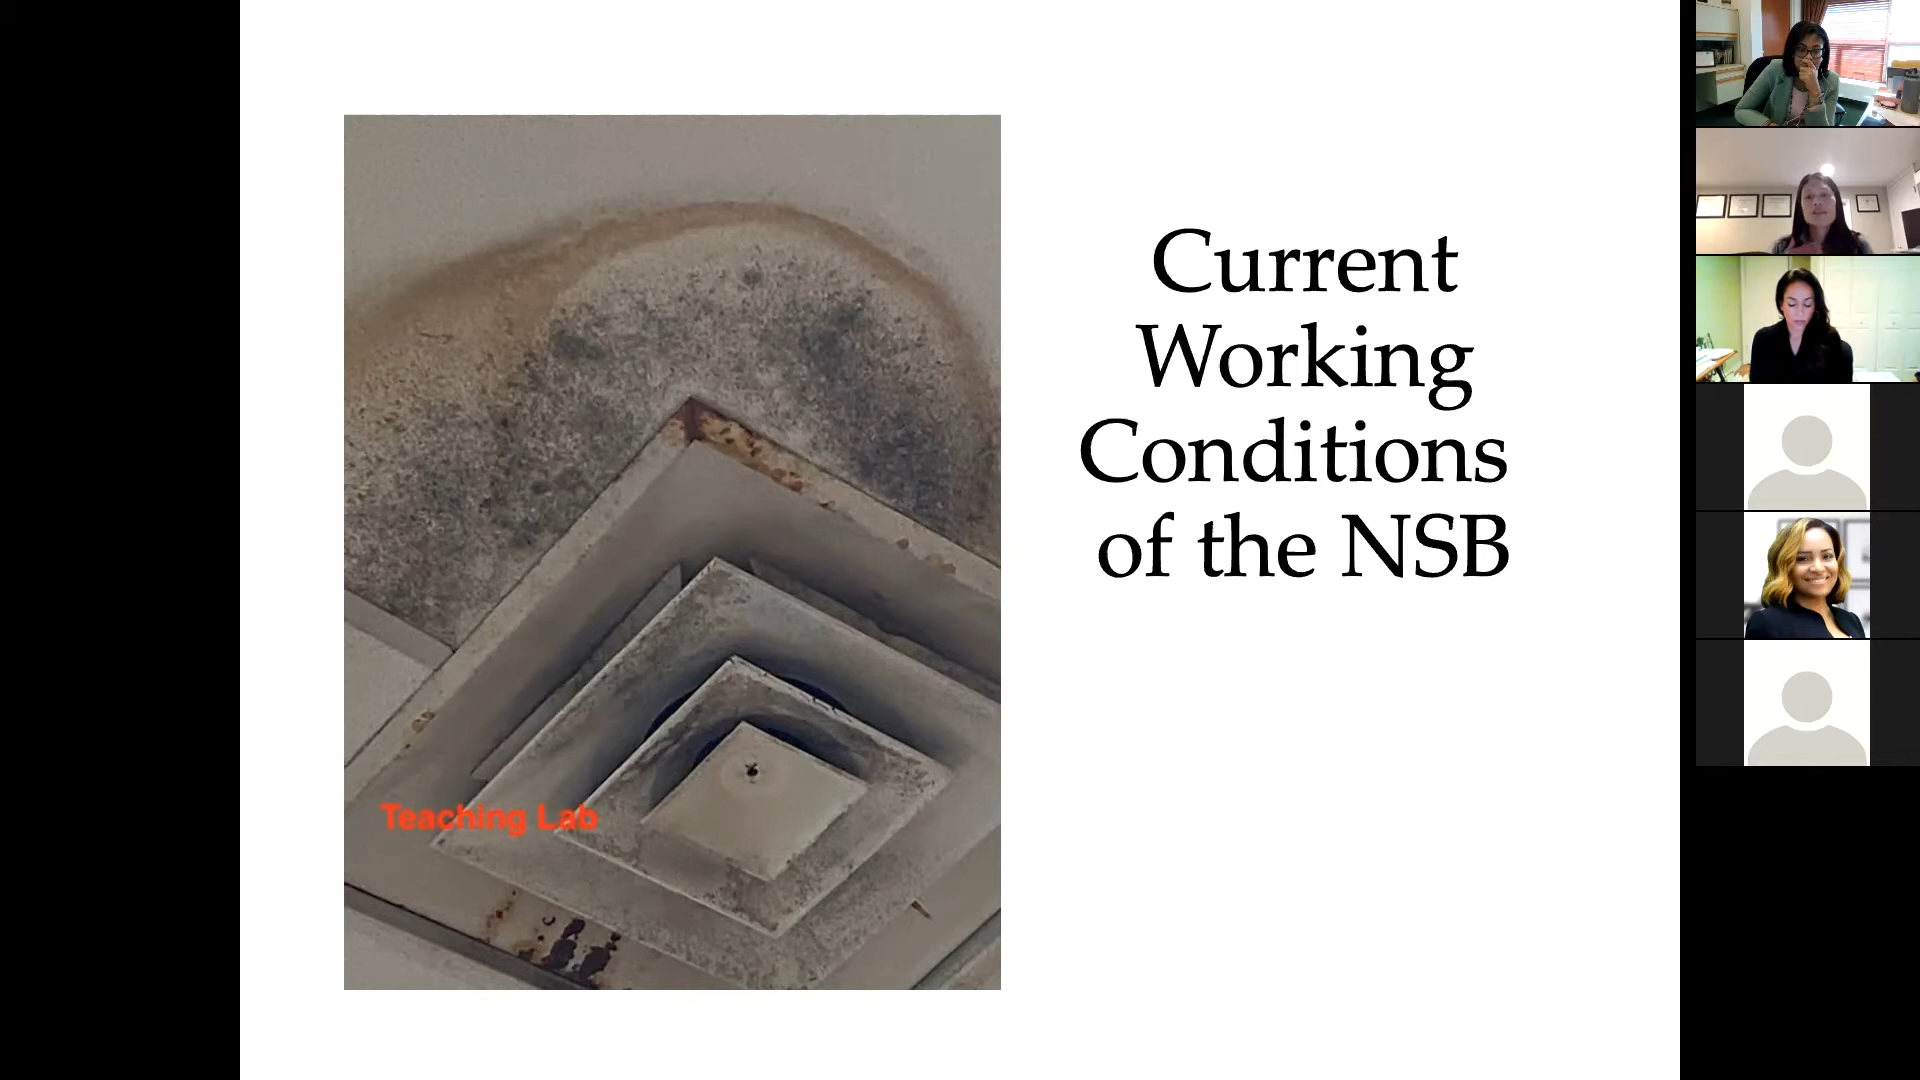 Current
Working
Conditions
of the NSB
Teaching Lab